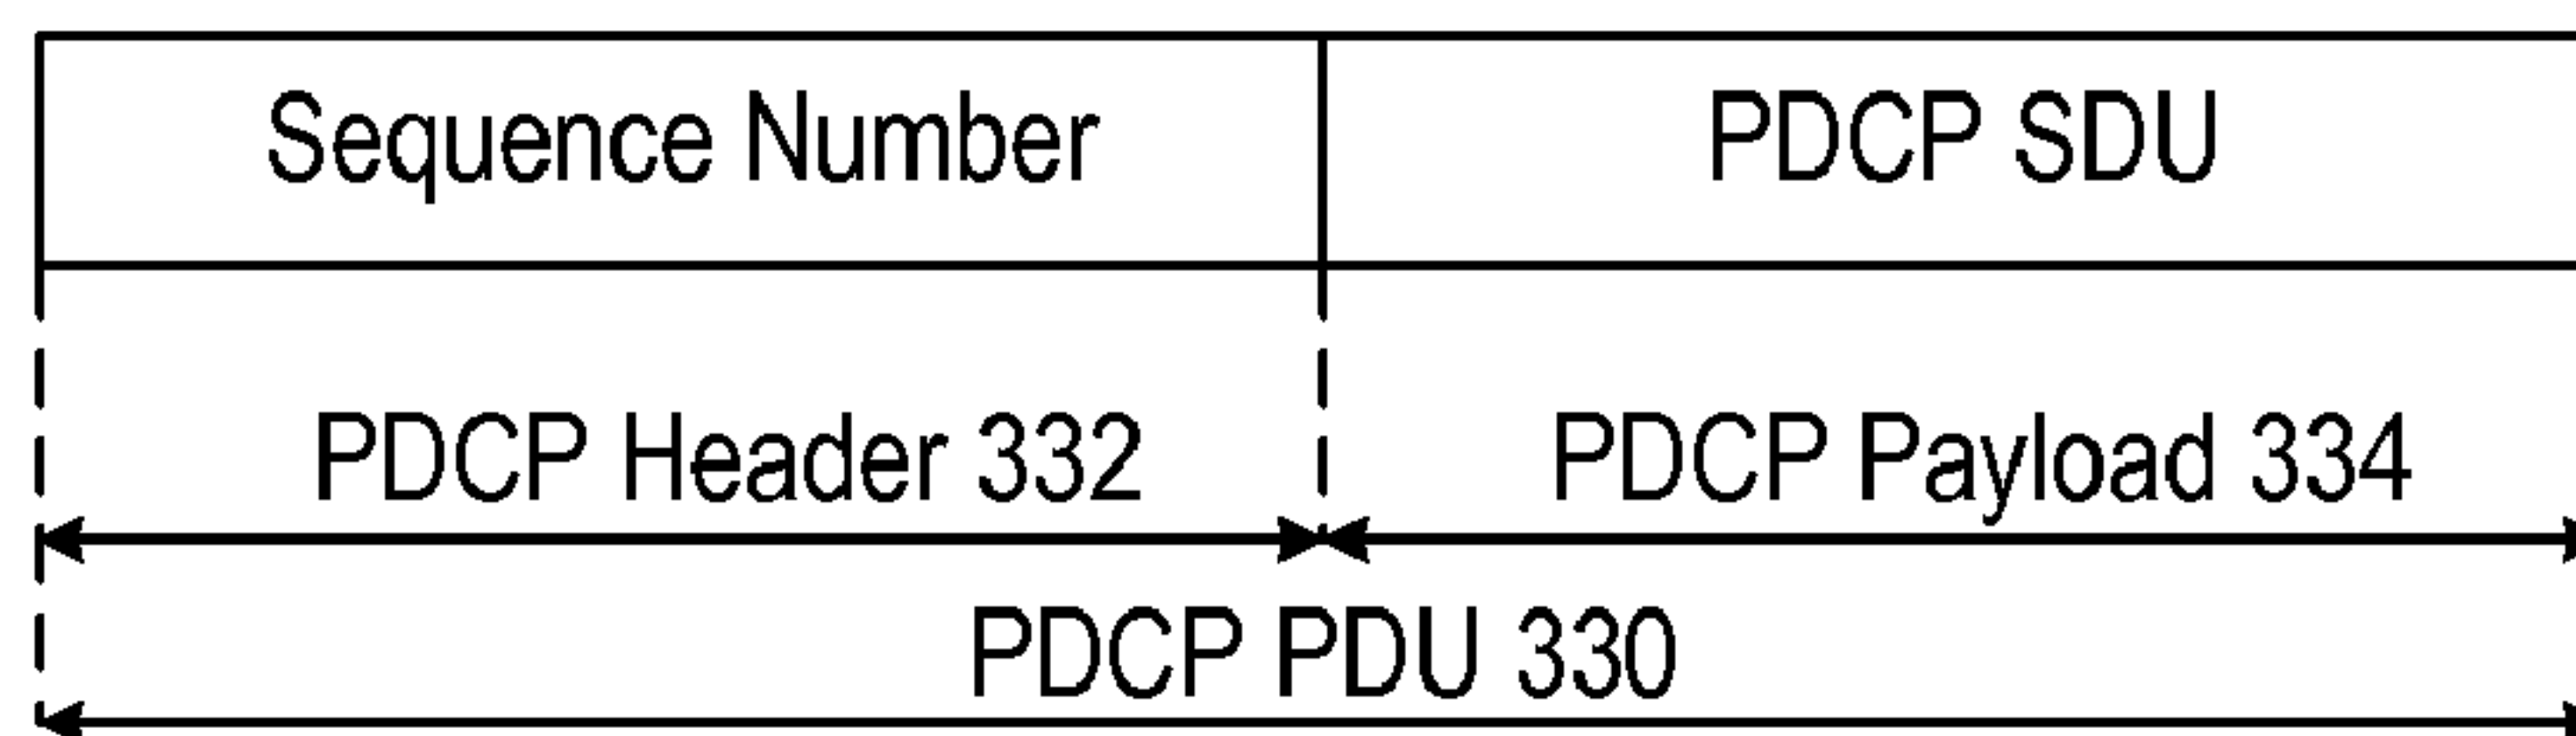 Sequence Number PDCP SDU
PDCP Header 332 PDCP Payload 334
PDCP PDU 330